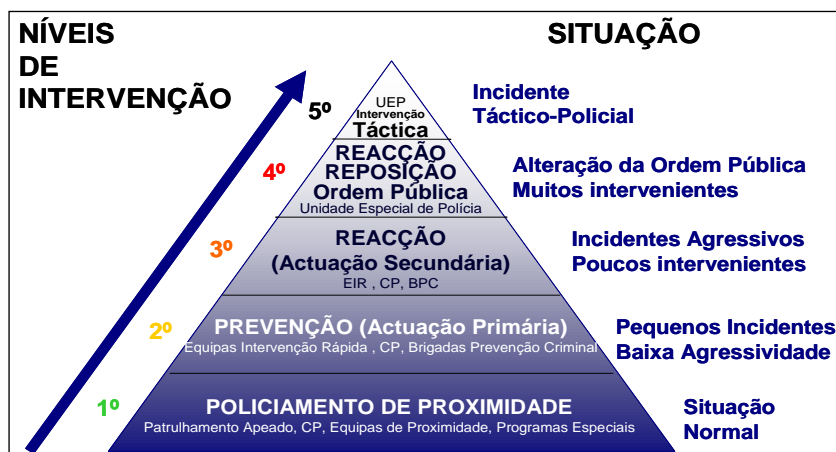 NÍVEIS
DE
INTERVENÇÃO
SITUAÇÃO
5º
UEP
Intervenção
Táctica
Incidente
Táctico-Policial
4º
REACÇÃO
REPOSIÇÃO
Ordem Pública
Unidade Especial de Polícia
Alteração da Ordem Pública
Muitos intervenientes
3º
REACÇÃO
(Actuação Secundária)
EIR , CP, BPC
Incidentes Agressivos
Poucos intervenientes
2º
PREVENÇÃO (Actuação Primária)
Equipas Intervenção Rápida , CP, Brigadas Prevenção Criminal
Pequenos Incidentes
Baixa Agressividade
1º
POLICIAMENTO DE PROXIMIDADE
Patrulhamento Apeado, CP, Equipas de Proximidade, Programas Especiais
Situação
Normal